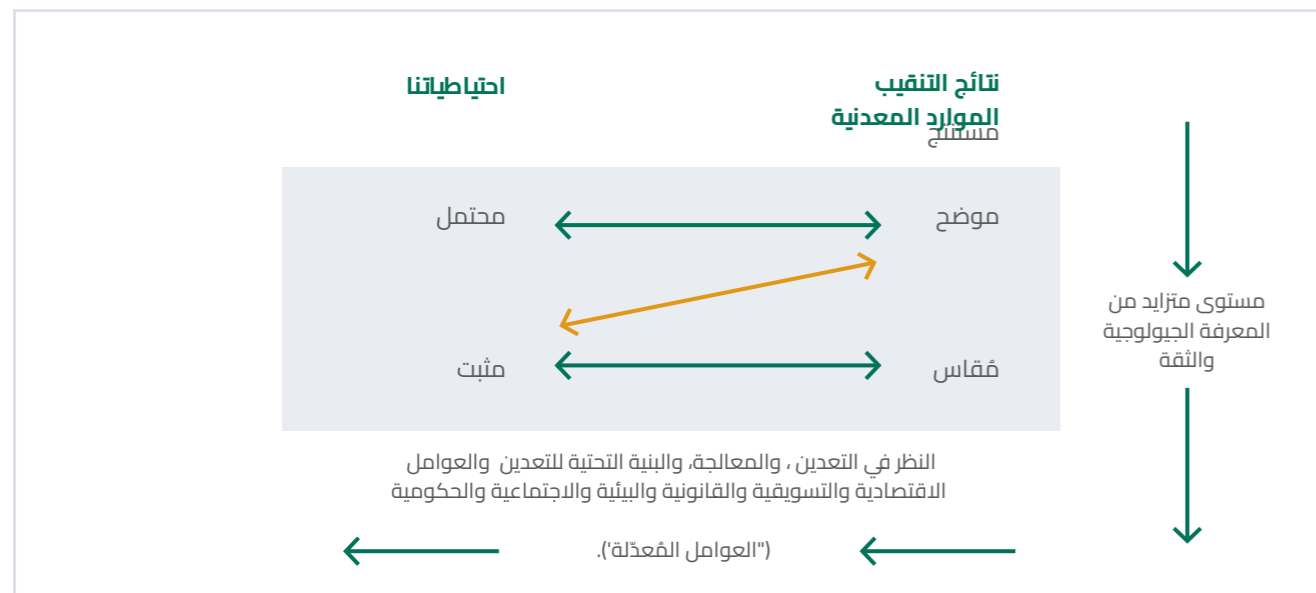 نتائج التنقيب
الموارد المعدنية
مستنتج
احتياطياتنا
موضح
محتمل
مُقاس
مثبت
مستوى متزايد من
المعرفة الجيولوجية
والثقة
النظر في التعدين ، والمعالجة، والبنية التحتية للتعدين والعوامل
الاقتصادية والتسويقية والقانونية والبيئية والاجتماعية والحكومية
("العوامل المُعدّلة').